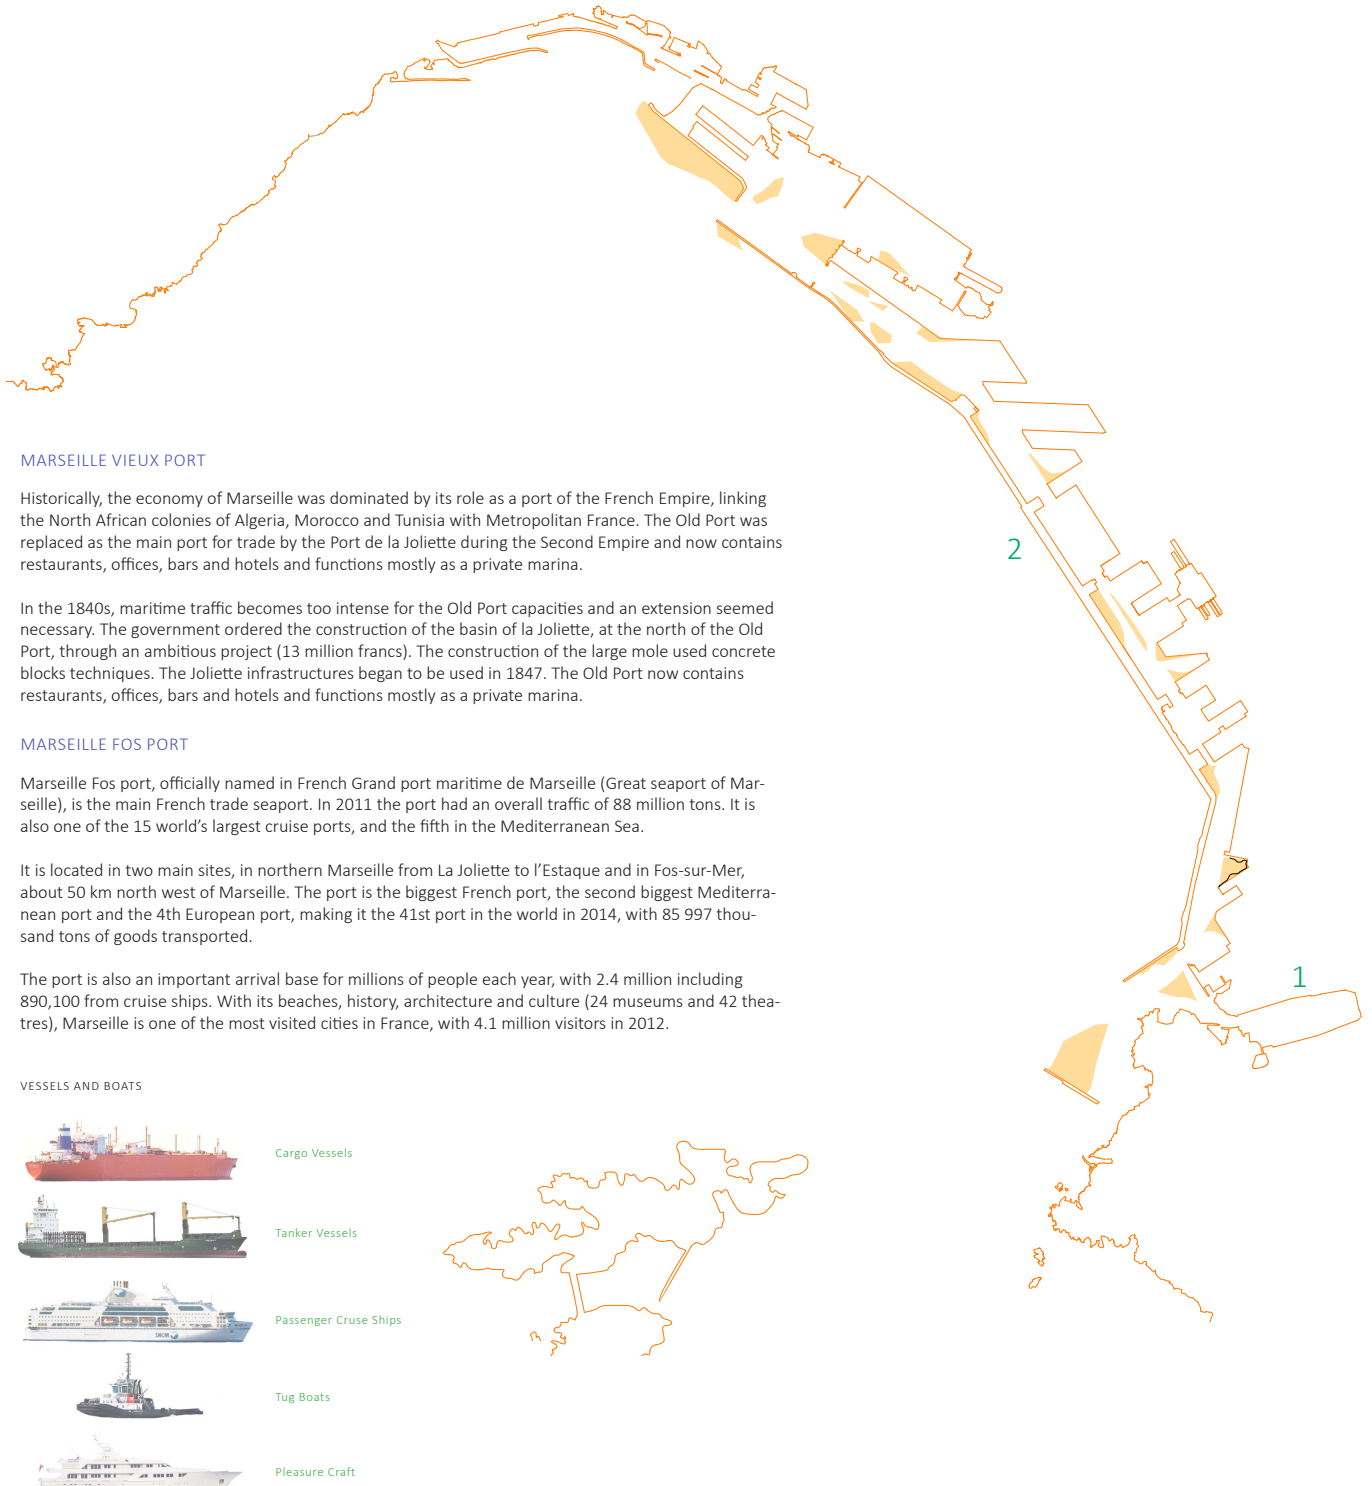 MARSEILLE VIEUX PORT
Historically, the economy of Marseille was dominated by its role as a port of the French Empire, linking
the North African colonies of Algeria, Morocco and Tunisia with Metropolitan France. The Old Port was
replaced as the main port for trade by the Port de la Joliette during the Second Empire and now contains
restaurants, offices, bars and hotels and functions mostly as a private marina.
In the 1840s, maritime traffic becomes too intense for the Old Port capacities and an extension seemed
necessary. The government ordered the construction of the basin of la Joliette, at the north of the Old
Port, through an ambitious project (13 million francs). The construction of the large mole used concrete
blocks techniques. The Joliette infrastructures began to be used in 1847. The Old Port now contains
restaurants, offices, bars and hotels and functions mostly as a private marina.
MARSEILLE FOS PORT
Marseille Fos port, officially named in French Grand port maritime de Marseille (Great seaport of Mar-
seille), is the main French trade seaport. In 2011 the port had an overall traffic of 88 million tons. It is
also one of the 15 world's largest cruise ports, and the fifth in the Mediterranean Sea.
It is located in two main sites, in northern Marseille from La Joliette to l'Estaque and in Fos-sur-Mer,
about 50 km north west of Marseille. The port is the biggest French port, the second biggest Mediterra-
nean port and the 4th European port, making it the 41st port in the world in 2014, with 85 997 thou-
sand tons of goods transported.
The port is also an important arrival base for millions of people each year, with 2.4 million including
890,100 from cruise ships. With its beaches, history, architecture and culture (24 museums and 42 thea-
tres), Marseille is one of the most visited cities in France, with 4.1 million visitors in 2012.
2
1
VESSELS AND BOATS
Cargo Vessels
Tanker Vessels
SNCM
Passenger Cruse Ships
Tug Boats
Pleasure Craft